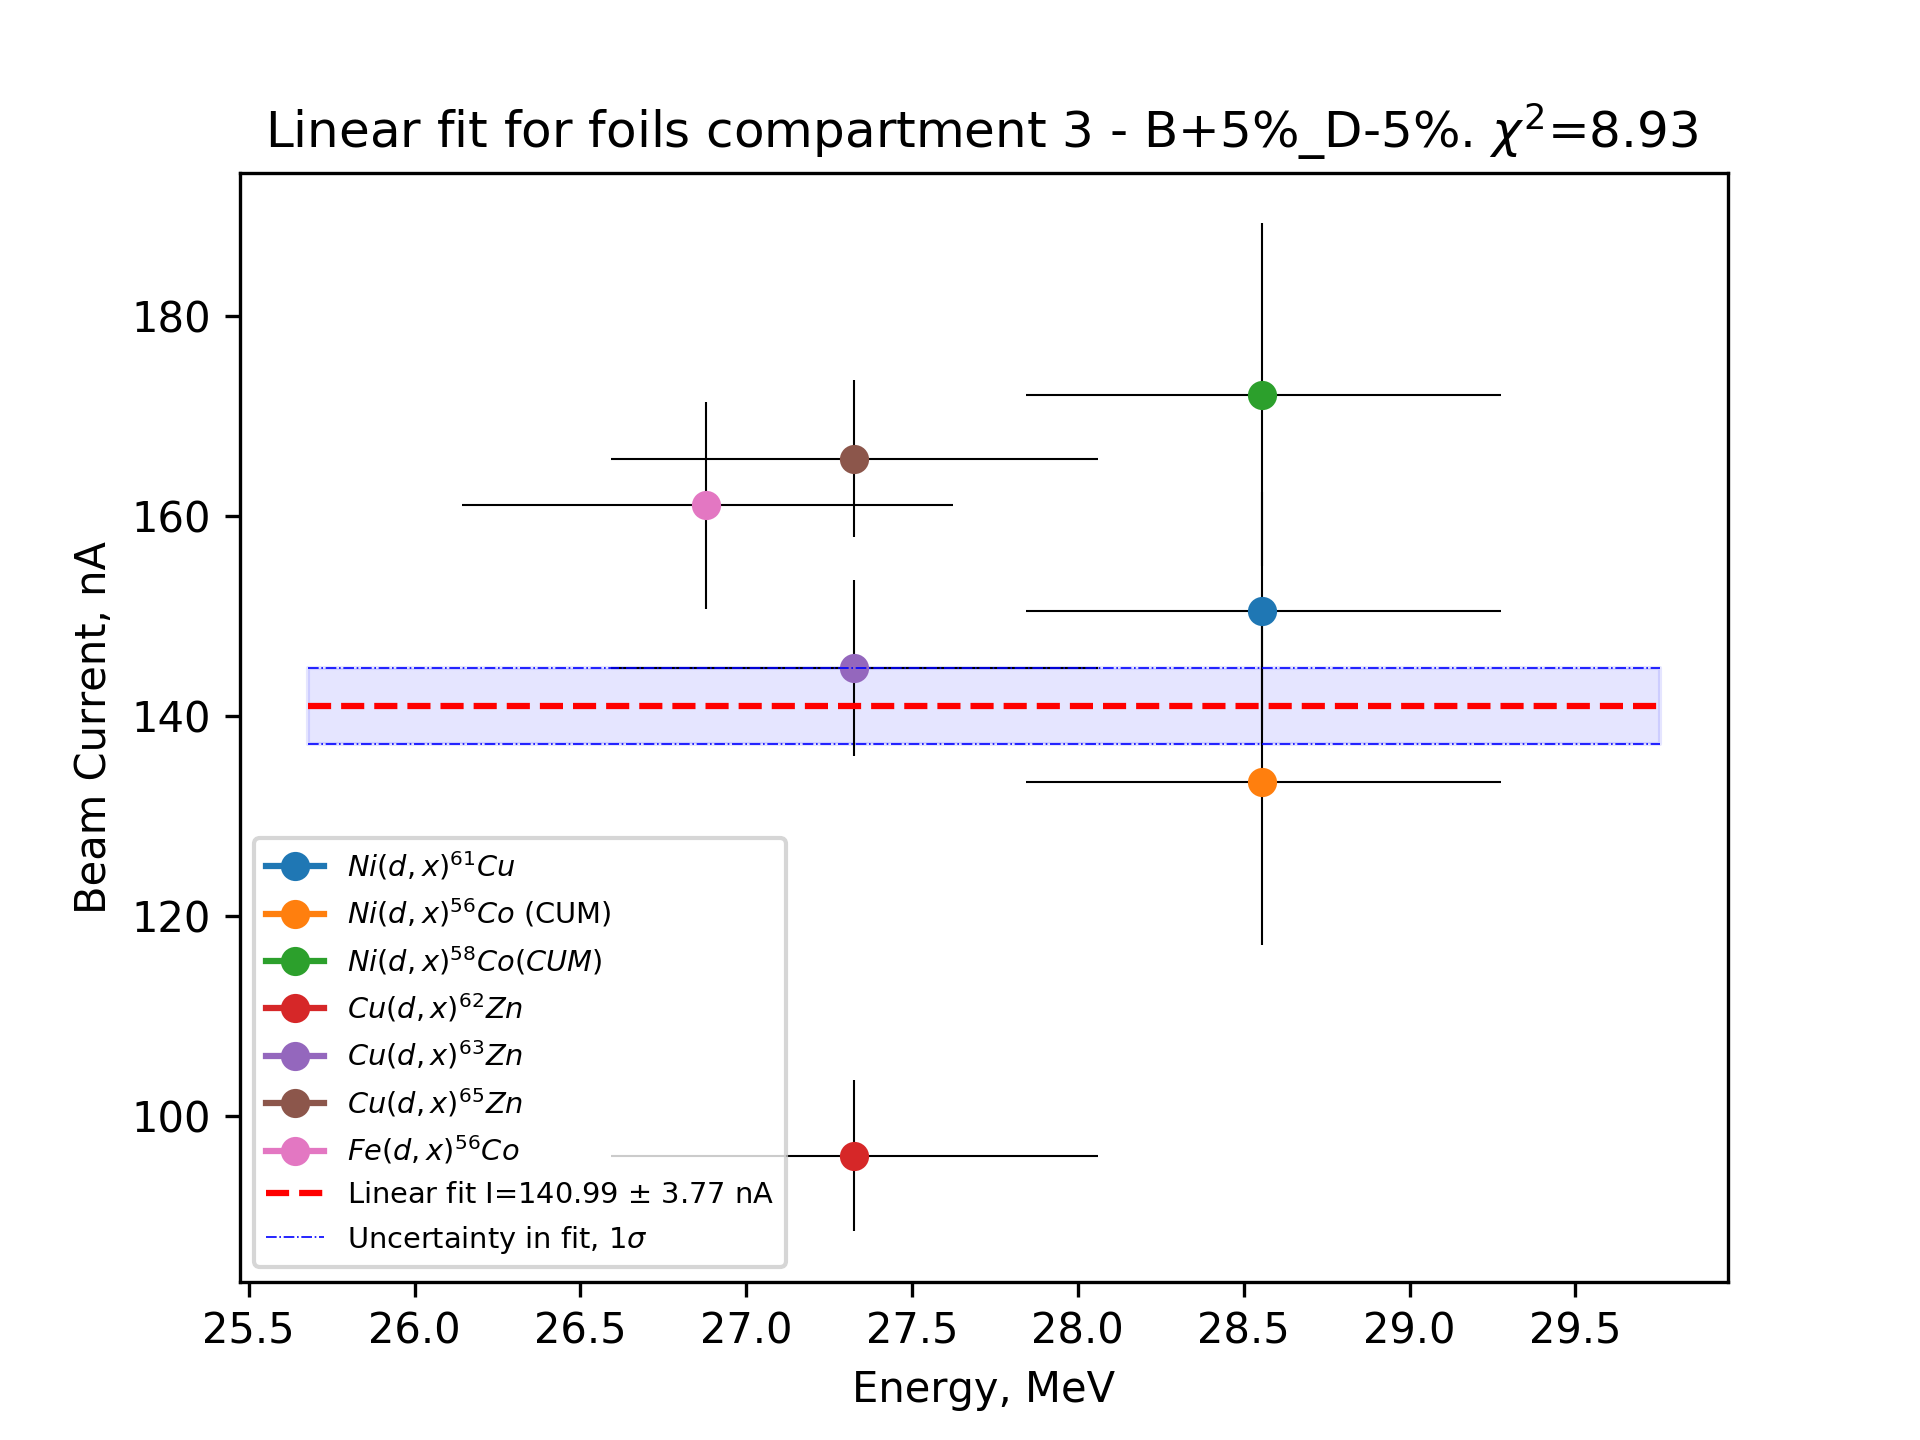 Linear fit for foils compartment 3 - B+5%_D-5%. χ²=8.93
Beam Current, nA
180
160
140
120
100
Ni(d,x)⁶¹Cu
Ni(d,x)⁵⁶Co (CUM)
Ni(d,x)⁵⁸Co(CUM)
Cu(d,x)⁶²Zn
Cu(d,x)⁶³Zn
Cu(d,x)⁶⁵Zn
Fe(d,x)⁵⁶Co
Linear fit I=140.99 ± 3.77 nA
Uncertainty in fit, 1σ
25.5 26.0 26.5 27.0 27.5 28.0 28.5 29.0 29.5
Energy, MeV